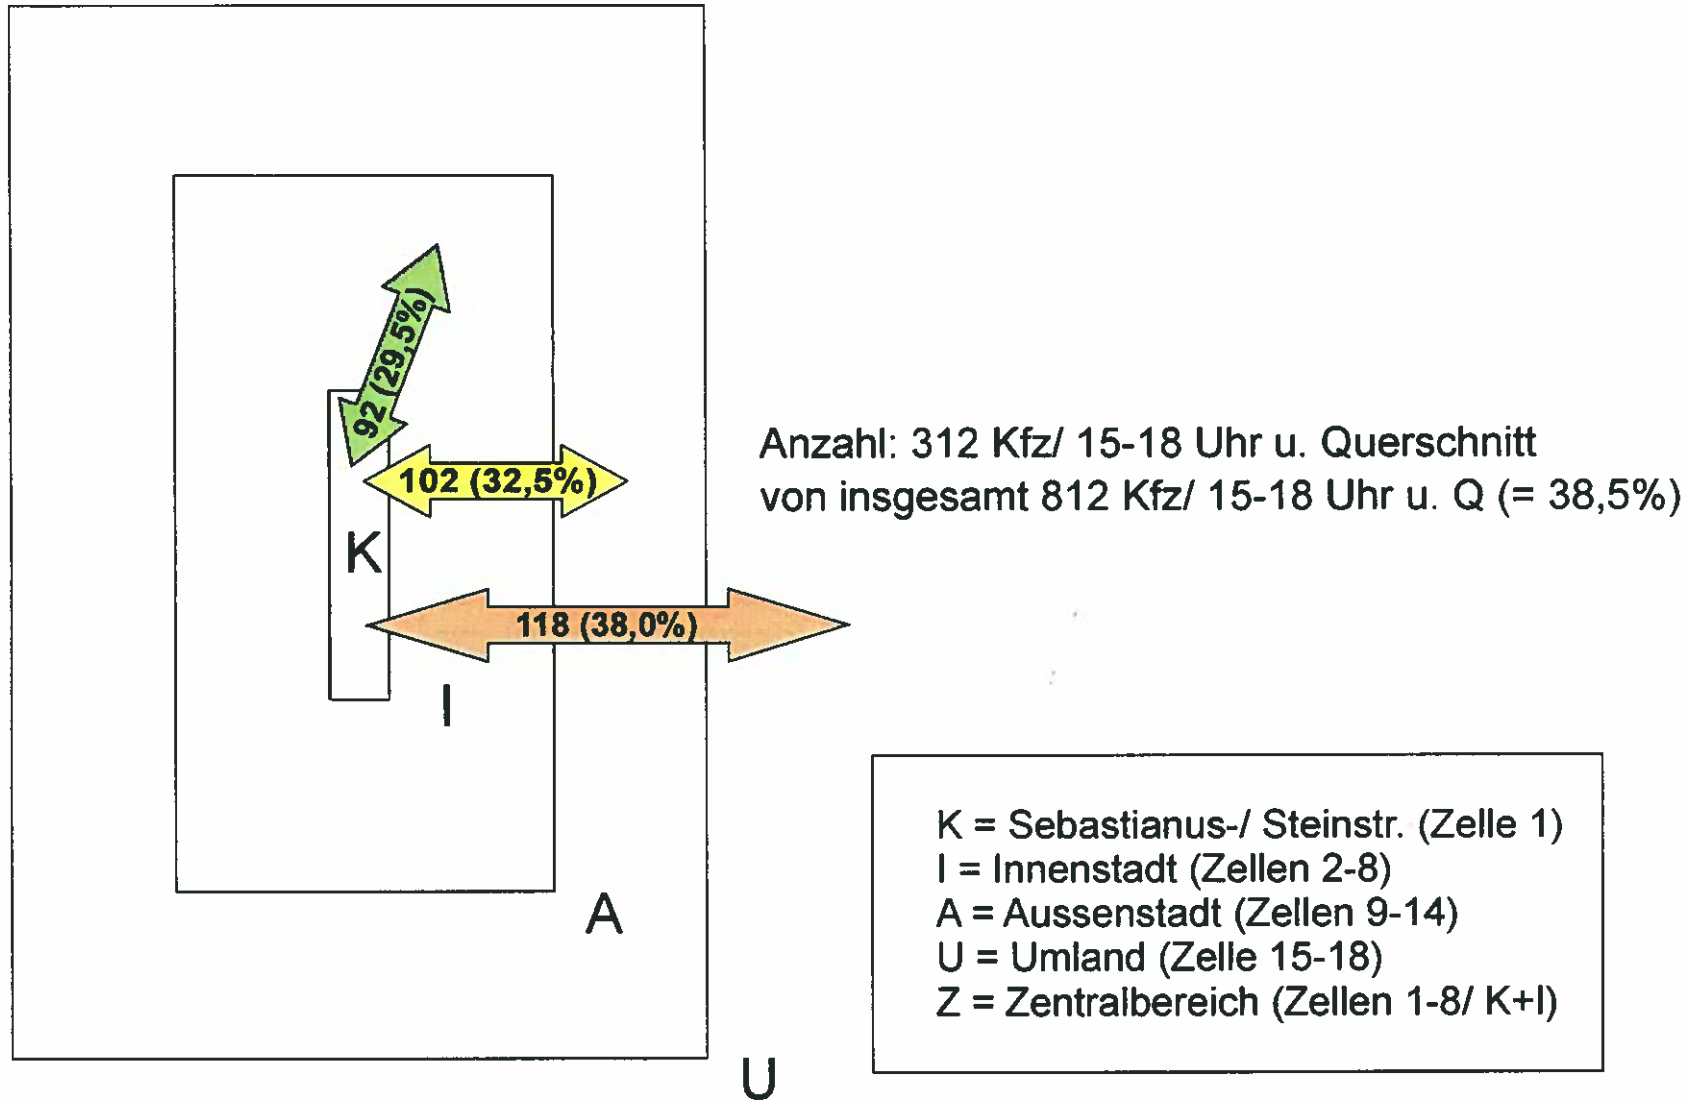 92 (29,5%)
102 (32,5%)
K
118 (38,0%)
I
A
U
Anzahl: 312 Kfz/ 15-18 Uhr u. Querschnitt
von insgesamt 812 Kfz/ 15-18 Uhr u. Q (= 38,5%)
K = Sebastianus-/ Steinstr. (Zelle 1)
I = Innenstadt (Zellen 2-8)
A = Aussenstadt (Zellen 9-14)
U = Umland (Zelle 15-18)
Z = Zentralbereich (Zellen 1-8/ K+I)